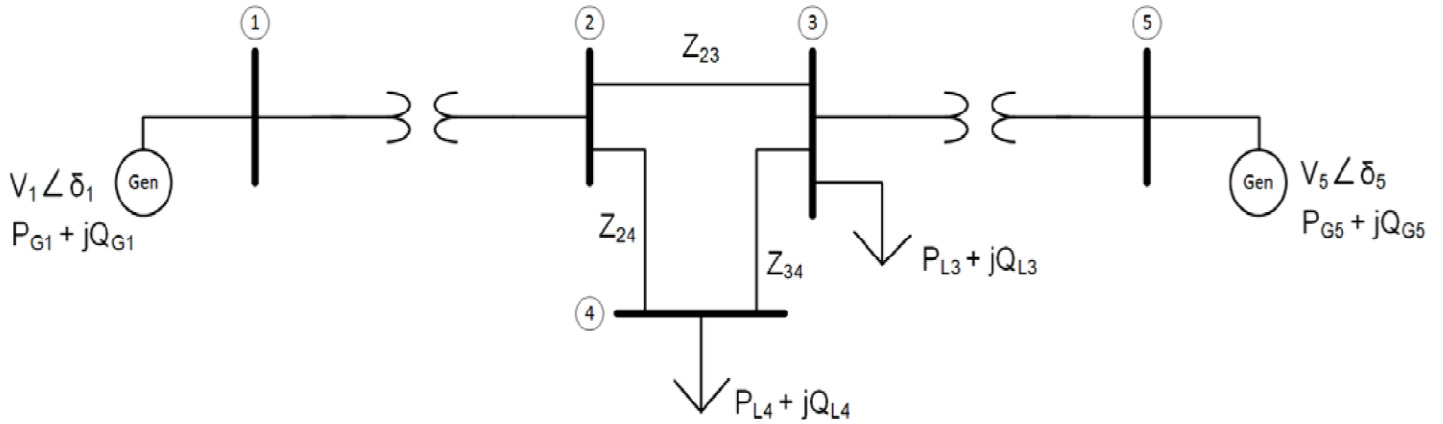 1
2
3
5
Z23
Gen
V1∠δ1
PG1 + jQG1
Gen
V5∠δ5
PG5 + jQG5
Z24
Z34
PL3 + jQL3
4
PL4 + jQL4